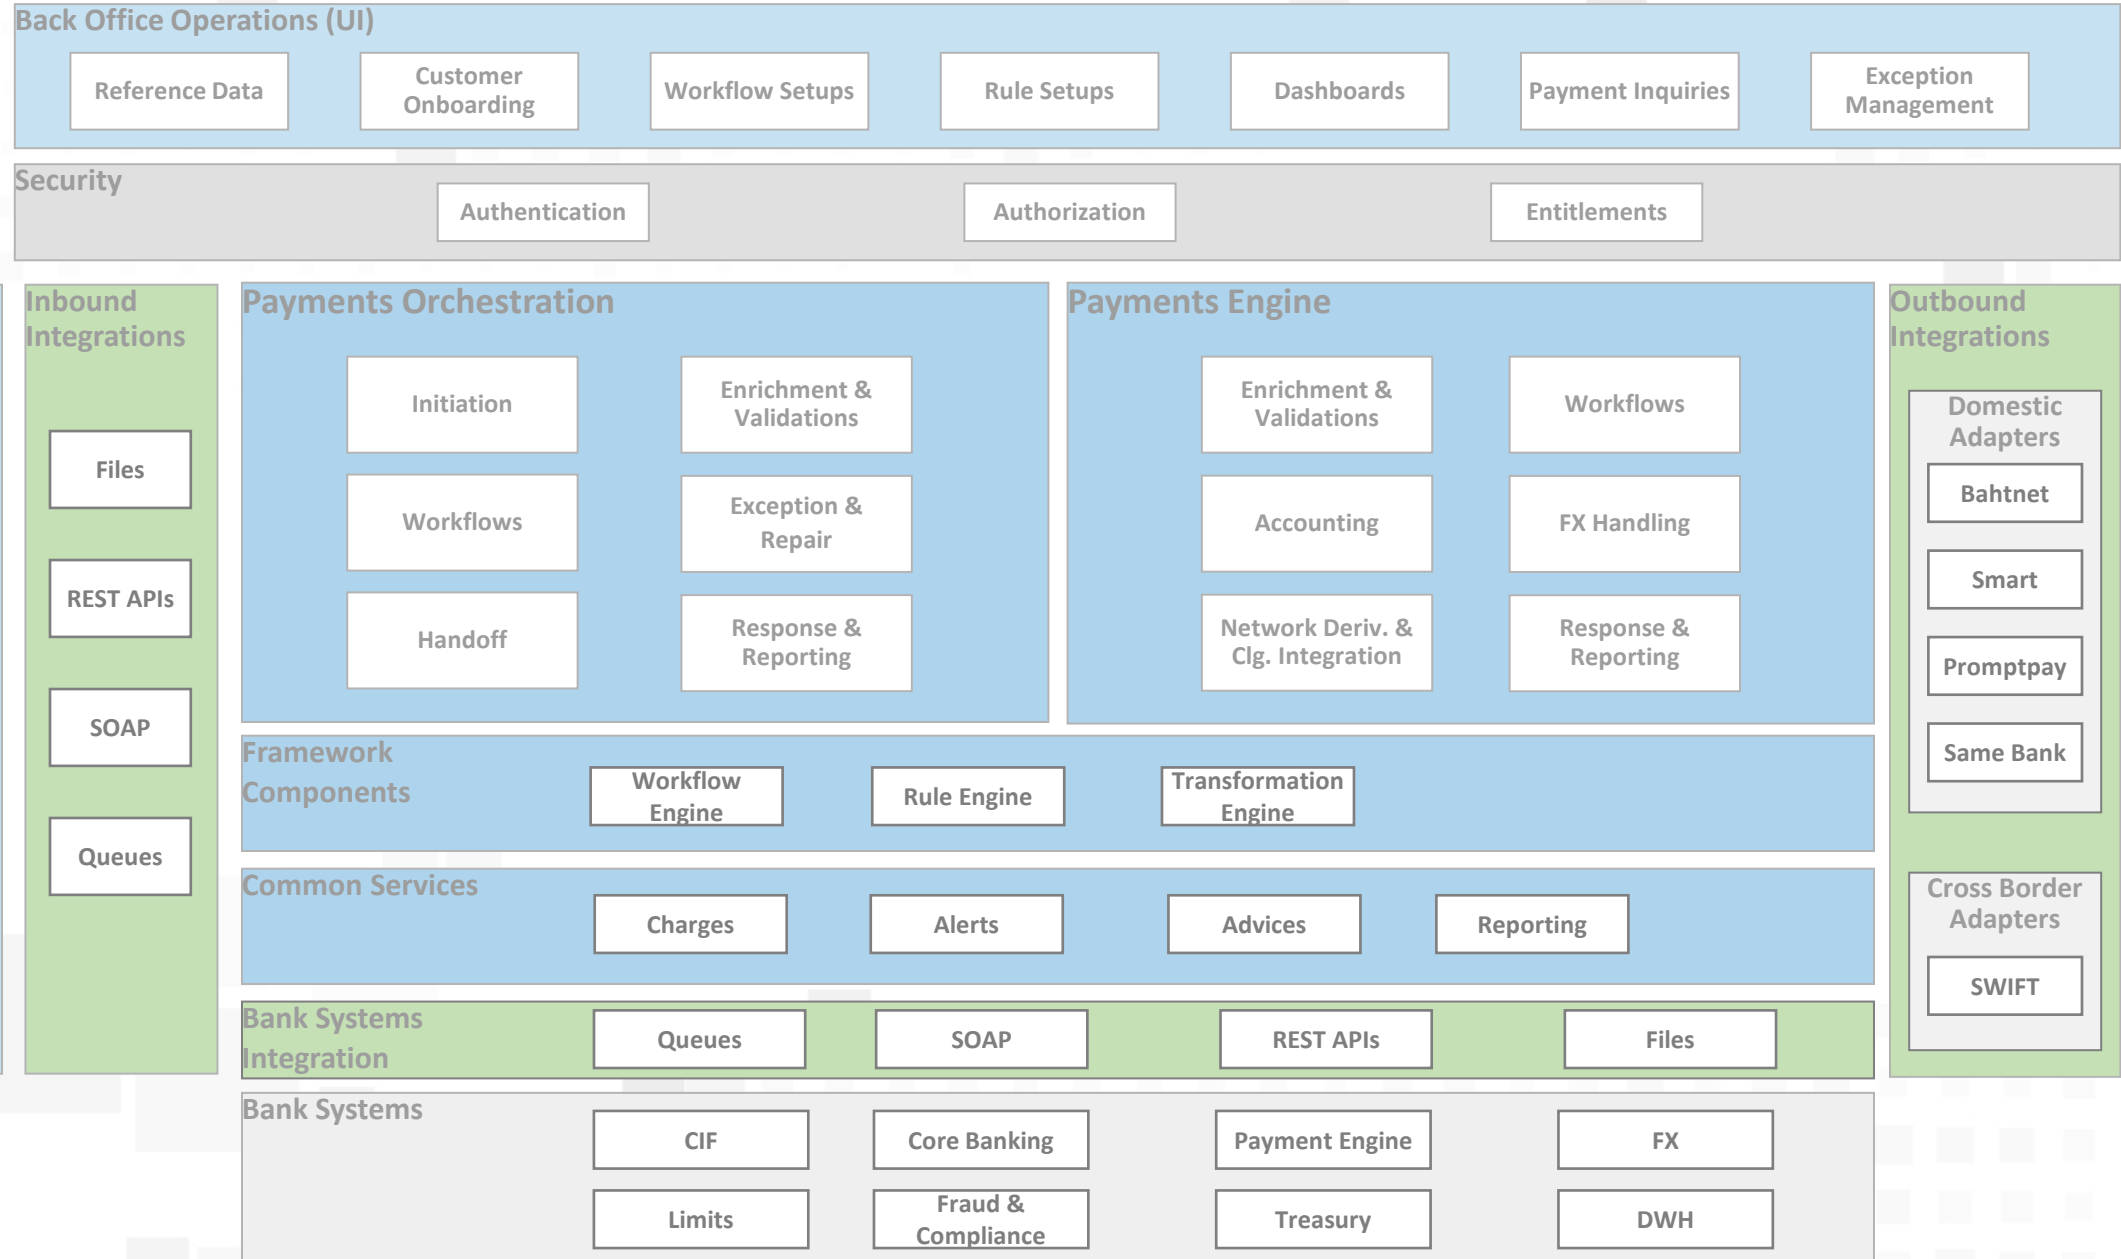 Back Office Operations (UI)
Reference Data
Customer
Onboarding
Workflow Setups
Rule Setups
Dashboards
Payment Inquiries
Exception
Management
Security
Authentication
Authorization
Entitlements
Inbound
Integrations
Files
REST APIs
SOAP
Queues
Payments Orchestration
Initiation
Enrichment &
Validations
Workflows
Exception &
Repair
Handoff
Response &
Reporting
Payments Engine
Enrichment &
Validations
Workflows
Accounting
FX Handling
Network Deriv. &
Clg. Integration
Response &
Reporting
Outbound
Integrations
Domestic
Adapters
Bahtnet
Smart
Promptpay
Same Bank
Cross Border
Adapters
SWIFT
Framework
Components
Workflow
Engine
Rule Engine
Transformation
Engine
Common Services
Charges
Alerts
Advices
Reporting
Bank Systems
Integration
Queues
SOAP
REST APIs
Files
Bank Systems
CIF
Core Banking
Payment Engine
FX
Limits
Fraud &
Compliance
Treasury
DWH